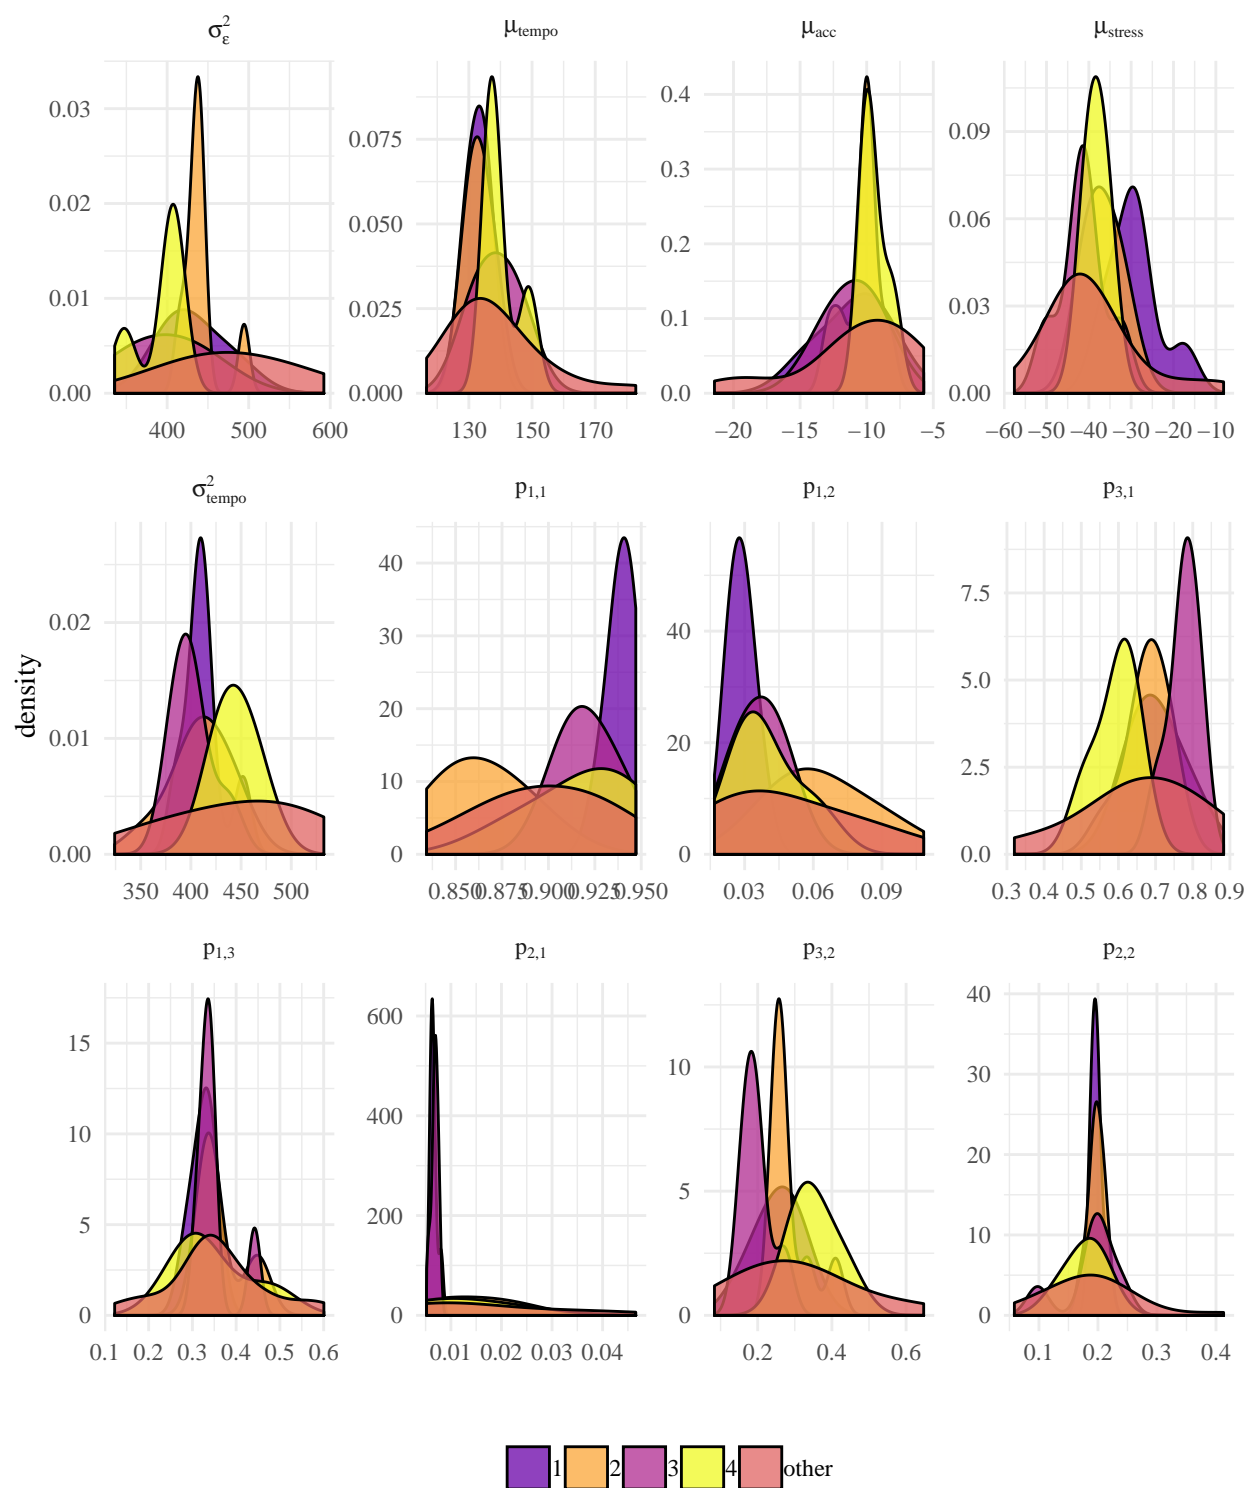 σ²ε μtempo μacc μstress
0.03 0.02 0.01 0.00
0.075 0.050 0.025 0.000
0.4 0.3 0.2 0.1 0.0
0.09 0.06 0.03 0.00
400 500 600 130 150 170 −20 −15 −10 −5 −60 −50 −40 −30 −20 −10
σ²tempo p1,1 p1,2 p3,1
density
0.02 0.01 0.00
40 30 20 10 0
40 20 0
7.5 5.0 2.5 0.0
350 400 450 500 0.850 0.875 0.900 0.925 0.950 0.03 0.06 0.09 0.3 0.4 0.5 0.6 0.7 0.8 0.9
p1,3 p2,1 p3,2 p2,2
15 10 5 0
600 400 200 0
10 5 0
40 30 20 10 0
0.1 0.2 0.3 0.4 0.5 0.6 0.01 0.02 0.03 0.04 0.2 0.4 0.6 0.1 0.2 0.3 0.4
1 2 3 4 other